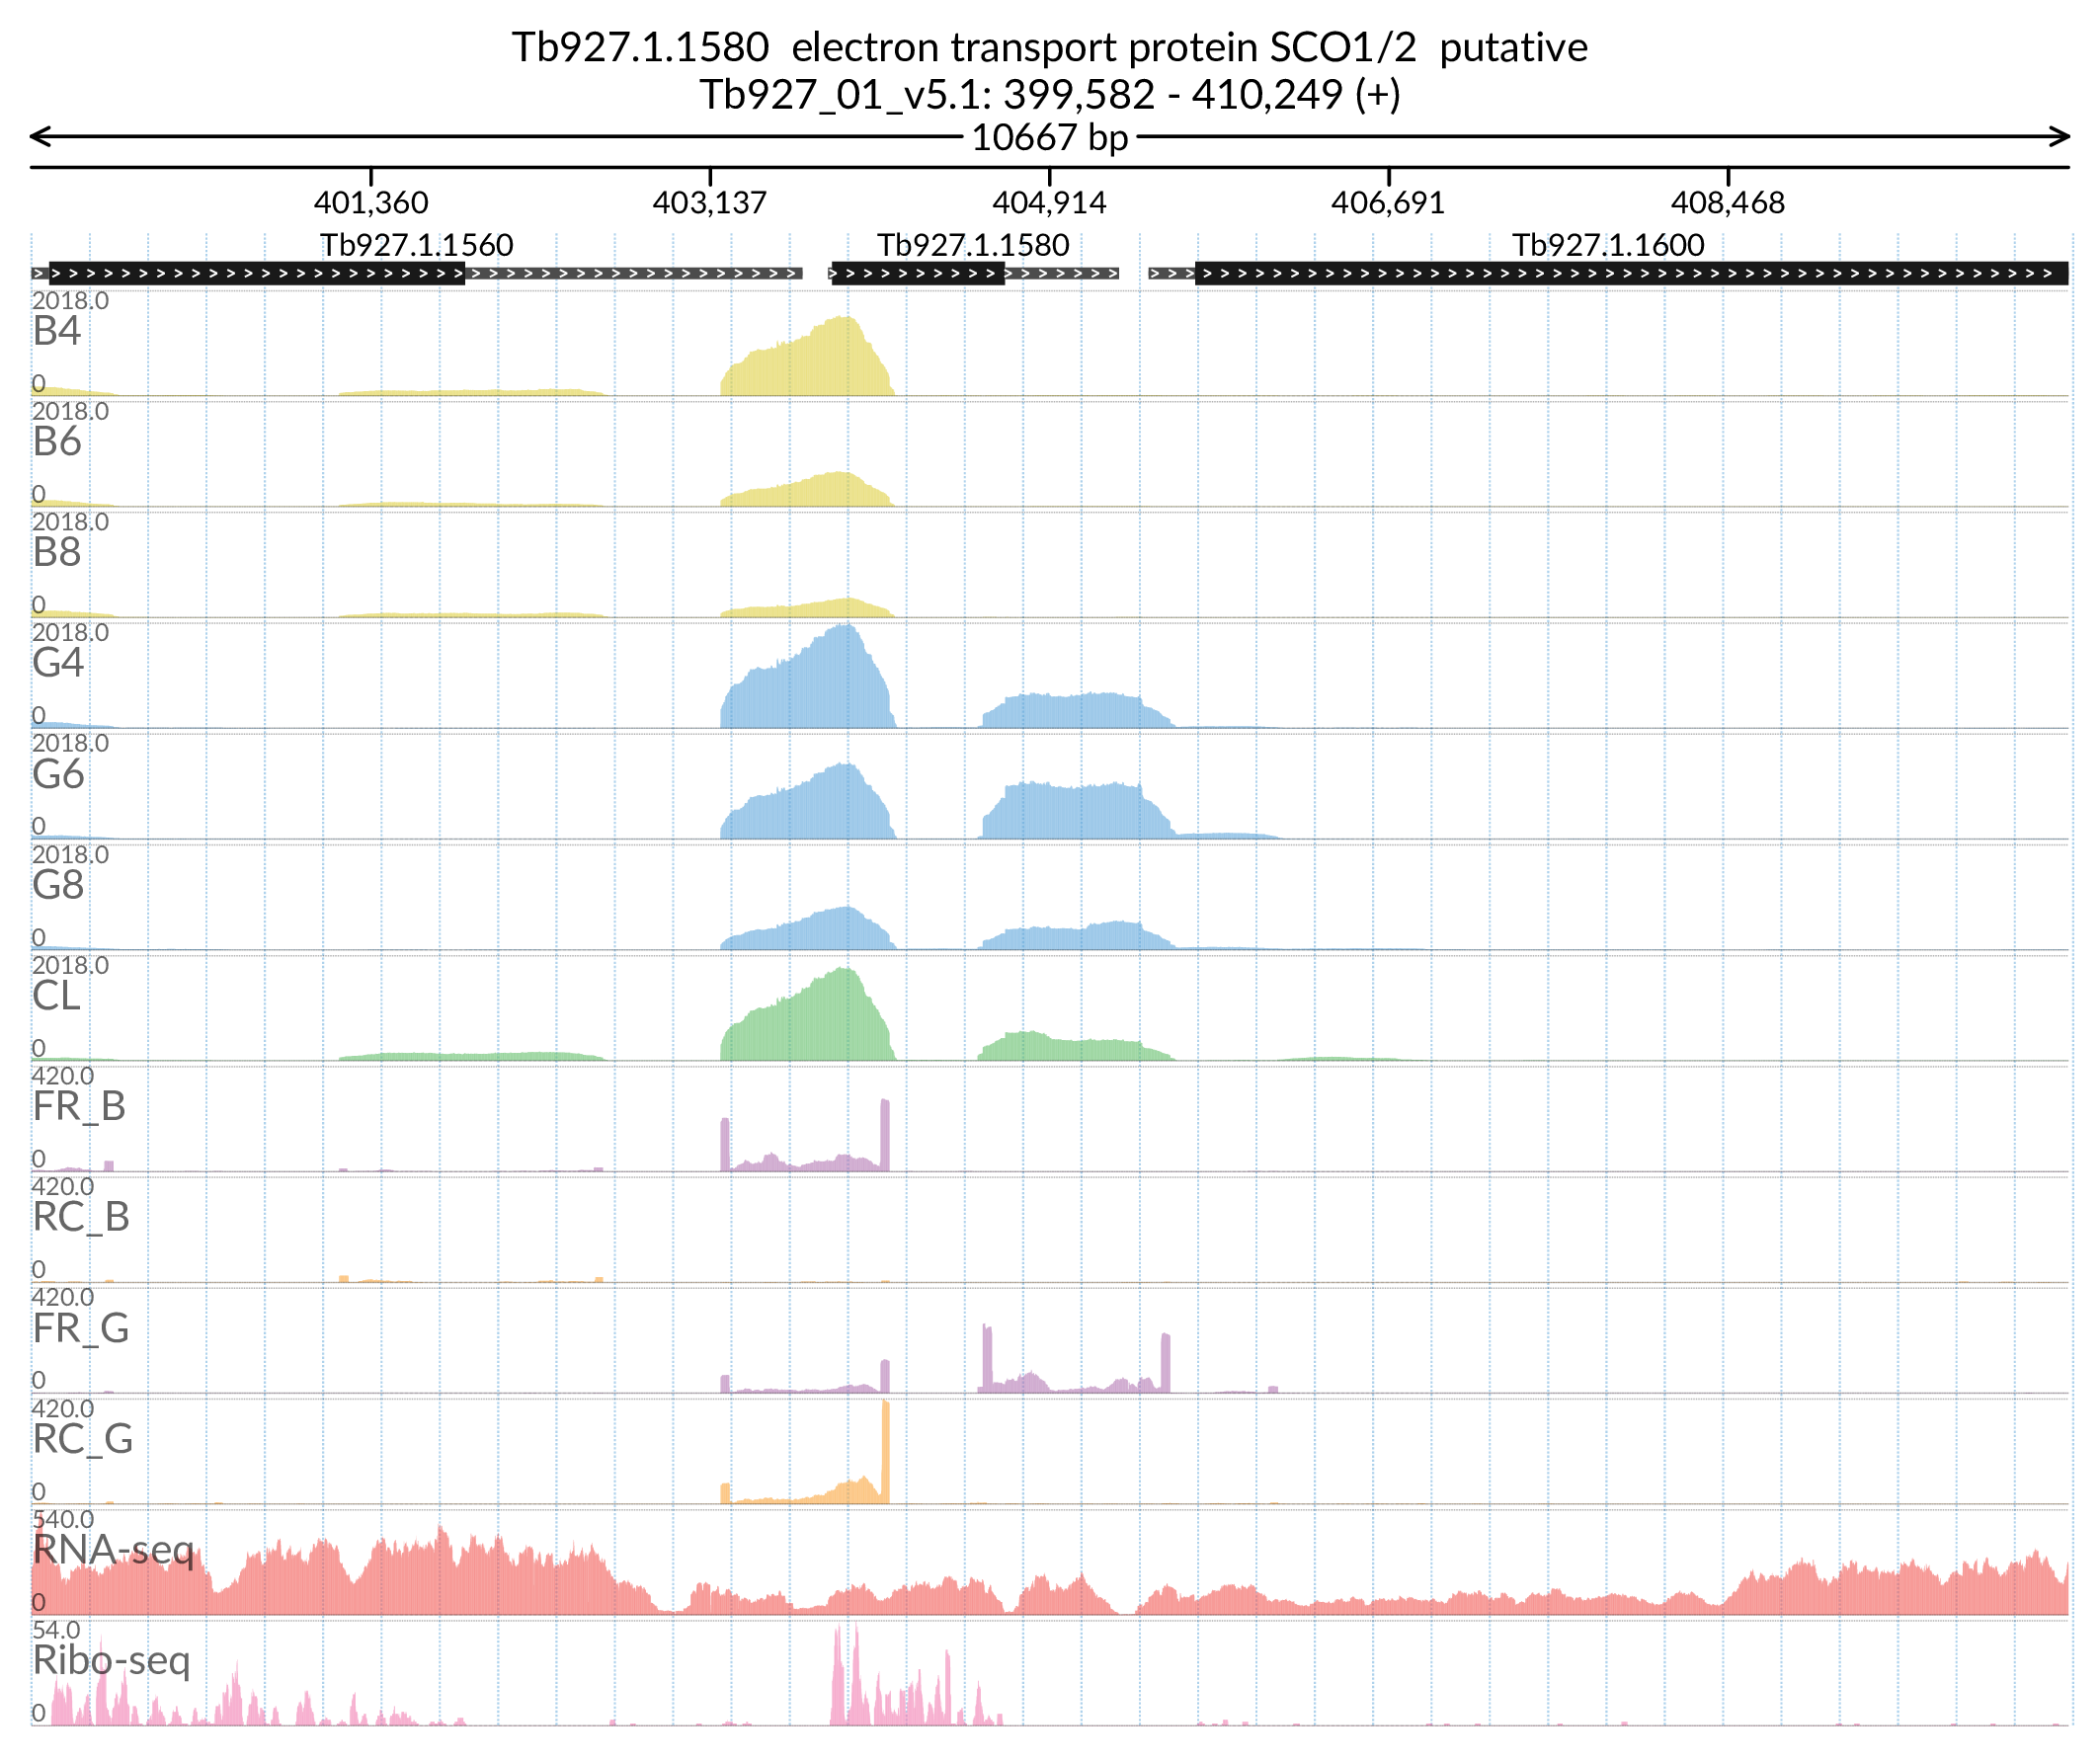 Tb927.1.1580 electron transport protein SCO1/2 putative
Tb927_01_v5.1: 399,582 - 410,249 (+)
10667 bp
401,360 403,137 404,914 406,691 408,468
Tb927.1.1560 Tb927.1.1580 Tb927.1.1600
2018.0
B4
0
2018.0
B6
0
2018.0
B8
0
2018.0
G4
0
2018.0
G6
0
2018.0
G8
0
2018.0
CL
0
420.0
FR_B
0
420.0
RC_B
0
420.0
FR_G
0
420.0
RC_G
0
540.0
RNA-seq
0
54.0
Ribo-seq
0